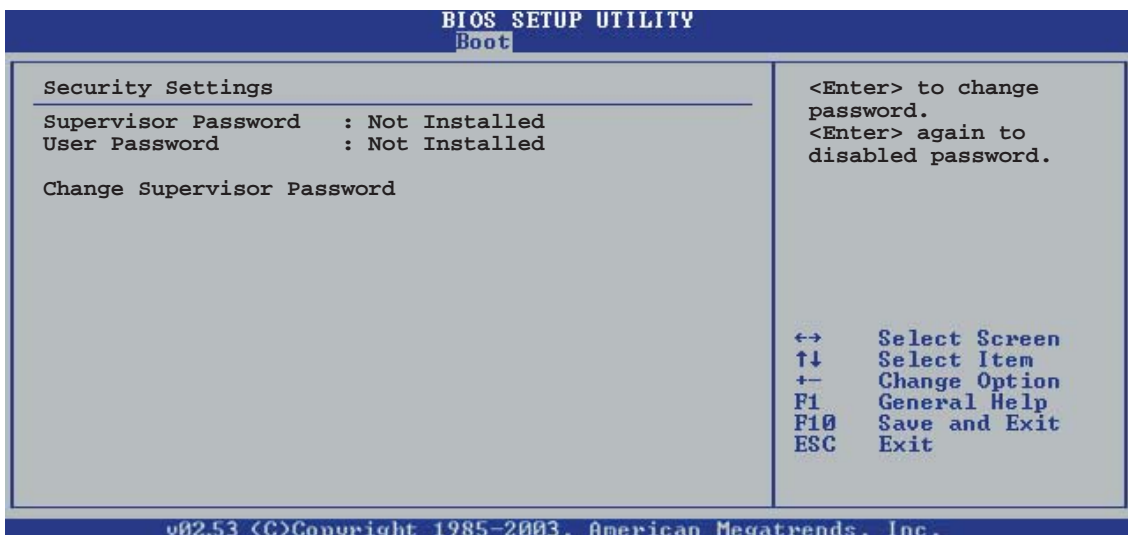 BIOS SETUP UTILITY
Boot
Security Settings
Supervisor Password : Not Installed
User Password : Not Installed
Change Supervisor Password
<Enter> to change
password.
<Enter> again to
disabled password.
←→ Select Screen
↑↓ Select Item
+- Change Option
F1 General Help
F10 Save and Exit
ESC Exit
v02.53 (C)Copyright 1985-2003, American Megatrends, Inc.